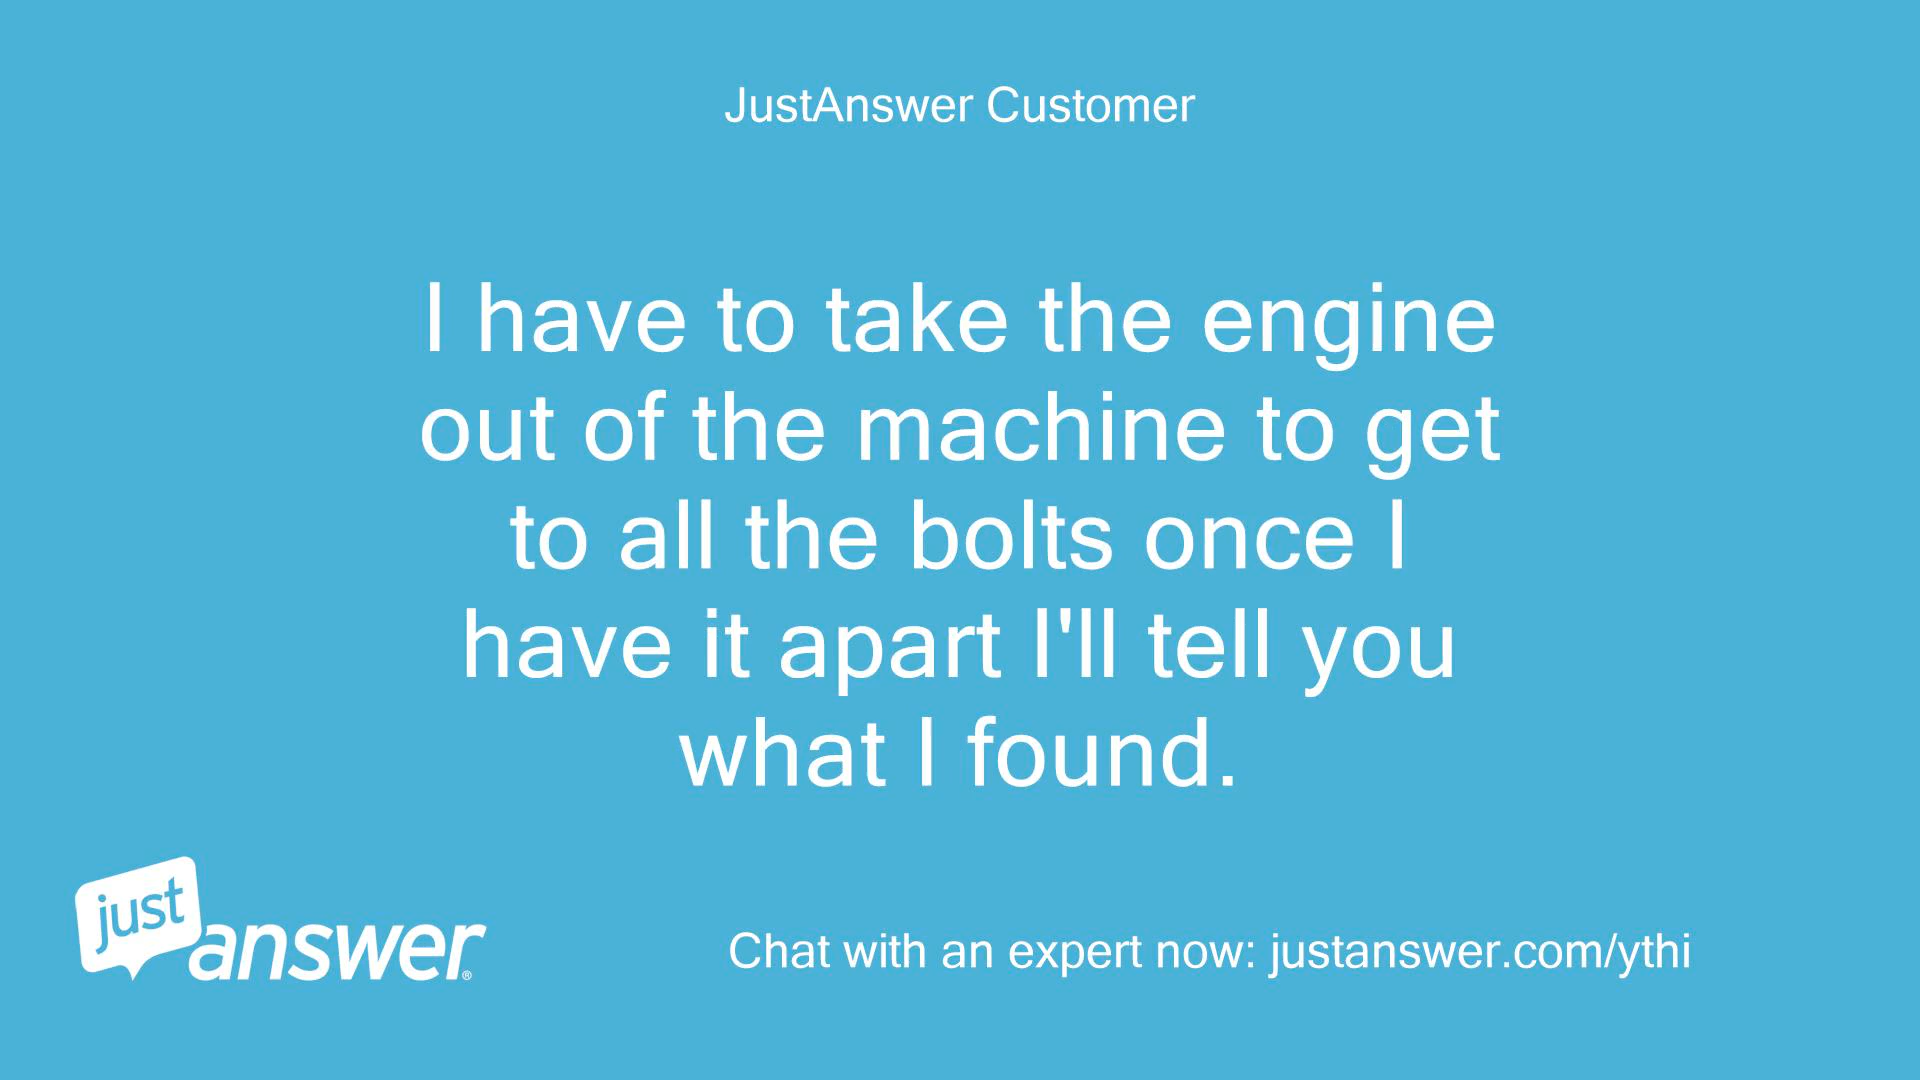 JustAnswer Customer
I have to take the engine
out of the machine to get
to all the bolts once I
have it apart I'll tell you
what I found.
just
answer®
Chat with an expert now: justanswer.com/ythi